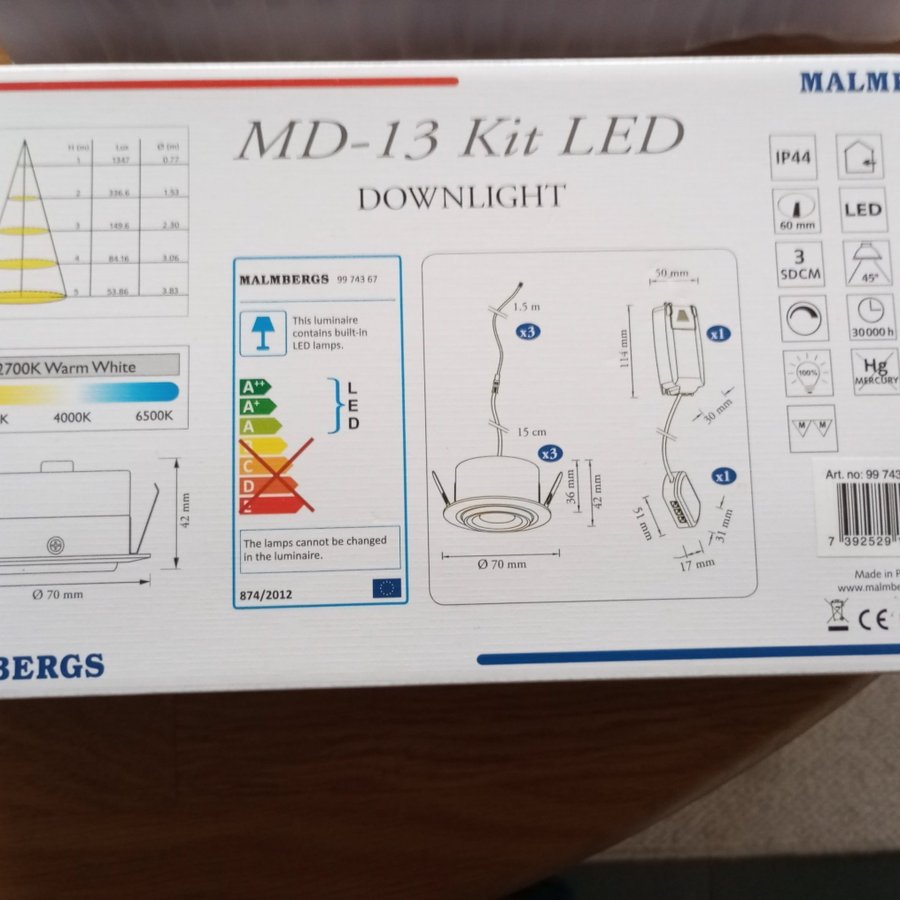 MALMB
MD-13 Kit LED
DOWNLIGHT
H (m) Lux Ø (m)
1 1347 0.77
2 336.6 1.53
3 149.6 2.30
4 84.16 3.06
5 53.86 3.83
2700K Warm White
K 4000K 6500K
42 mm
Ø 70 mm
BERGS
MALMBERGS 99 743 67
This luminaire
contains built-in
LED lamps.
A++
A+
A
C
D
E
L
E
D
The lamps cannot be changed
in the luminaire.
874/2012
1.5 m
x3
15 cm
x3
36 mm
42 mm
Ø 70 mm
50 mm
114 mm
x1
30 mm
x1
51 mm
31 mm
17 mm
IP44
60 mm
LED
3
SDCM
45°
30000 h
100%
Hg
MERCURY
M M
Art. no: 99 743
7 392529
Made in P
www.malmbe
CE